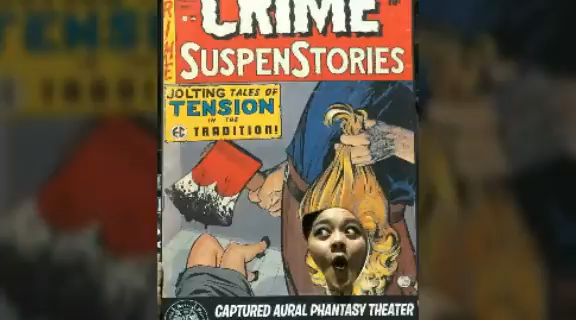 CRIME
SUSPENSTORIES
JOLTING TALES OF
TENSION
IN THE
EC TRADITION!
CAPTURED AURAL PHANTASY THEATER